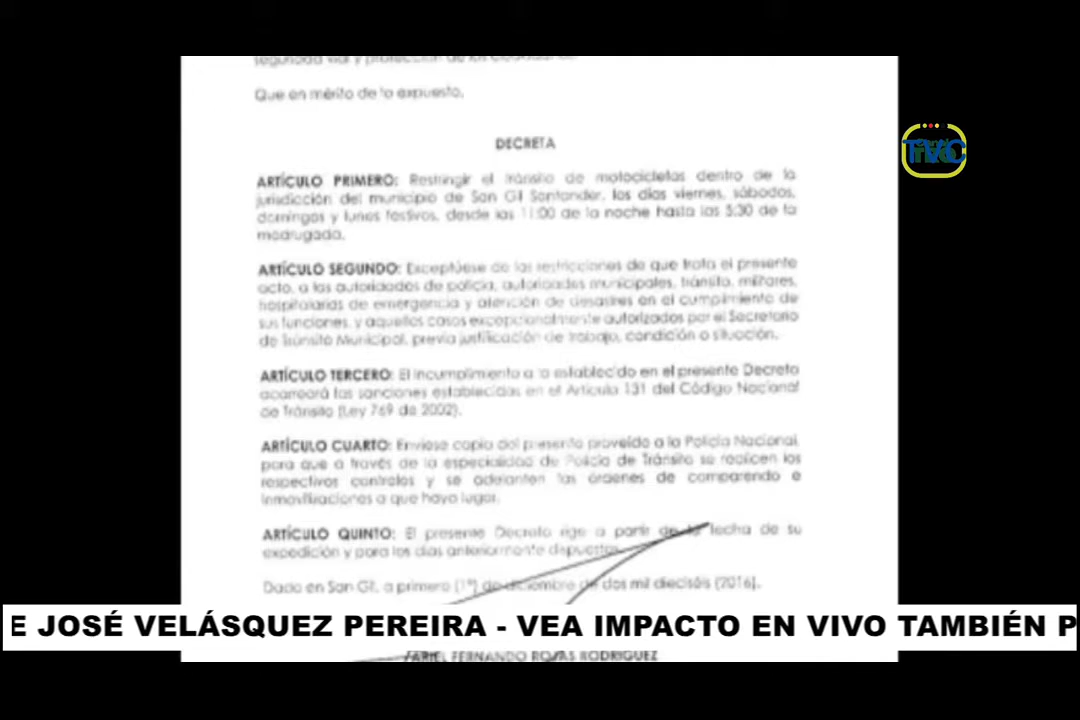 seguridad vial y protección de los ciudadanos.
Que en mérito de lo expuesto,
DECRETA
ARTÍCULO PRIMERO: Restringir el tránsito de motocicletas dentro de la
jurisdicción del municipio de San Gil Santander, los días viernes, sábados,
domingos y lunes festivos, desde las 11:00 de la noche hasta las 5:30 de la
madrugada.
ARTÍCULO SEGUNDO: Exceptúese de las restricciones de que trata el presente
acto, a las autoridades de policía, autoridades municipales, tránsito, militares,
hospitalarias de emergencia y atención de desastres en el cumplimiento de
sus funciones, y aquellos casos excepcionalmente autorizados por el Secretario
de Tránsito Municipal, previa justificación de trabajo, condición o situación.
ARTÍCULO TERCERO: El incumplimiento a lo establecido en el presente Decreto
acarreará las sanciones establecidas en el Artículo 131 del Código Nacional
de Tránsito (Ley 769 de 2002).
ARTÍCULO CUARTO: Envíese copia del presente proveído a la Policía Nacional,
para que a través de la especialidad de Policía de Tránsito se realicen los
respectivos controles y se adelanten las órdenes de comparendo e
inmovilizaciones a que haya lugar.
ARTÍCULO QUINTO: El presente Decreto rige a partir de la fecha de su
expedición y para los días anteriormente dispuestos.
Dado en San Gil, a primero (1°) de diciembre de dos mil dieciséis (2016).
E JOSÉ VELÁSQUEZ PEREIRA - VEA IMPACTO EN VIVO TAMBIÉN P
ARIEL FERNANDO ROJAS RODRIGUEZ
TVC